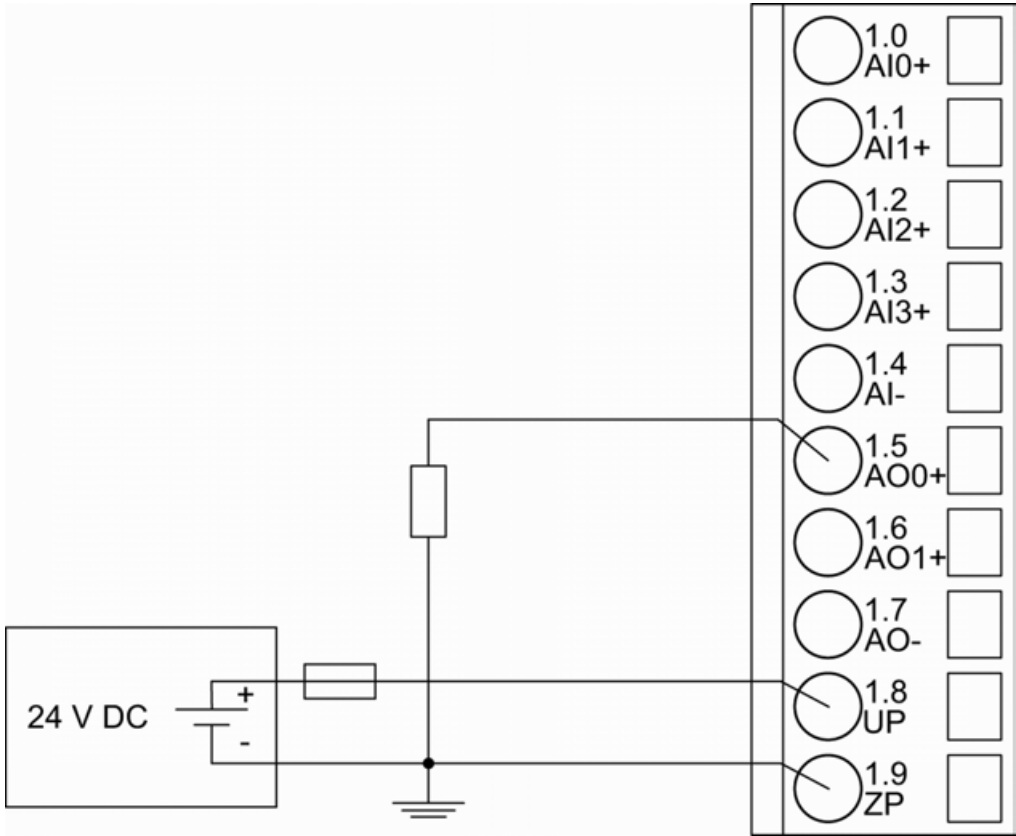 1.0
AI0+
1.1
AI1+
1.2
AI2+
1.3
AI3+
1.4
AI-
1.5
AO0+
1.6
AO1+
1.7
AO-
24 V DC
+
-
1.8
UP
1.9
ZP